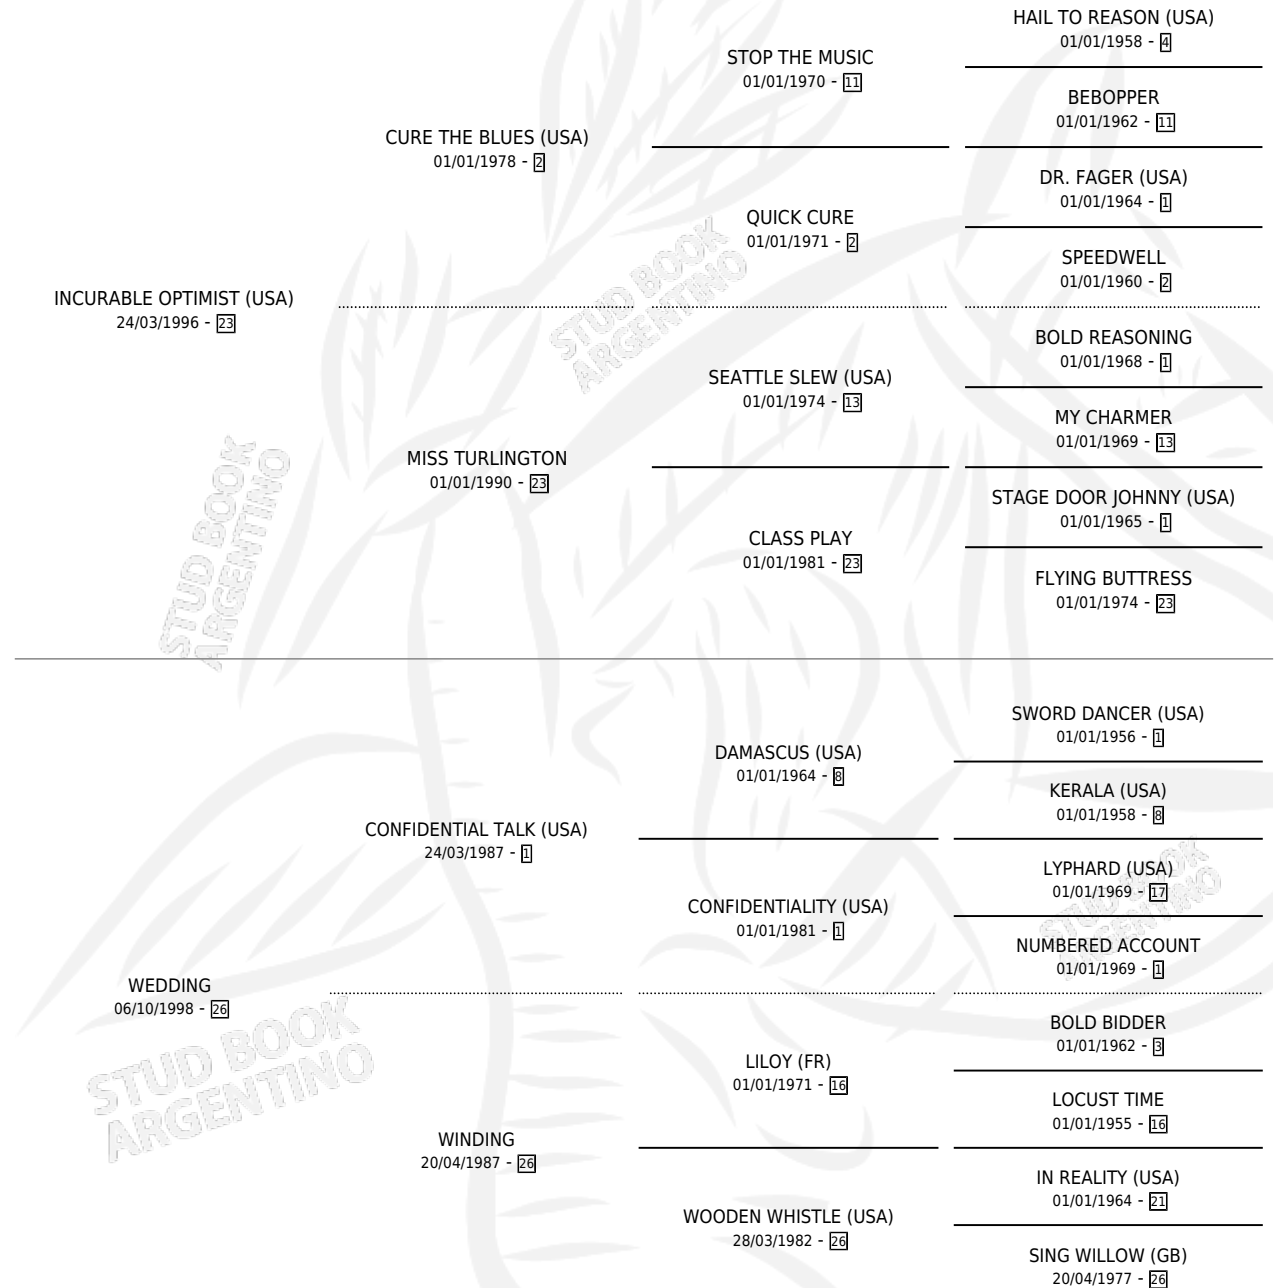 HAIL TO REASON (USA)
01/01/1958 - 4
STOP THE MUSIC
01/01/1970 - 11
BEBOPPER
01/01/1962 - 11
CURE THE BLUES (USA)
01/01/1978 - 2
DR. FAGER (USA)
01/01/1964 - 1
QUICK CURE
01/01/1971 - 2
SPEEDWELL
01/01/1960 - 2
INCURABLE OPTIMIST (USA)
24/03/1996 - 23
BOLD REASONING
01/01/1968 - 1
SEATTLE SLEW (USA)
01/01/1974 - 13
MY CHARMER
01/01/1969 - 13
MISS TURLINGTON
01/01/1990 - 23
STAGE DOOR JOHNNY (USA)
01/01/1965 - 1
CLASS PLAY
01/01/1981 - 23
FLYING BUTTRESS
01/01/1974 - 23
SWORD DANCER (USA)
01/01/1956 - 1
DAMASCUS (USA)
01/01/1964 - 8
KERALA (USA)
01/01/1958 - 8
CONFIDENTIAL TALK (USA)
24/03/1987 - 1
LYPHARD (USA)
01/01/1969 - 17
CONFIDENTIALITY (USA)
01/01/1981 - 1
NUMBERED ACCOUNT
01/01/1969 - 1
WEDDING
06/10/1998 - 26
BOLD BIDDER
01/01/1962 - 3
LILOY (FR)
01/01/1971 - 16
LOCUST TIME
01/01/1955 - 16
WINDING
20/04/1987 - 26
IN REALITY (USA)
01/01/1964 - 21
WOODEN WHISTLE (USA)
28/03/1982 - 26
SING WILLOW (GB)
20/04/1977 - 26
STUD BOOK
ARGENTINO
STUD BOOK
ARGENTINO
STUD BOOK
ARGENTINO
STUD BOOK
ARGENTINO